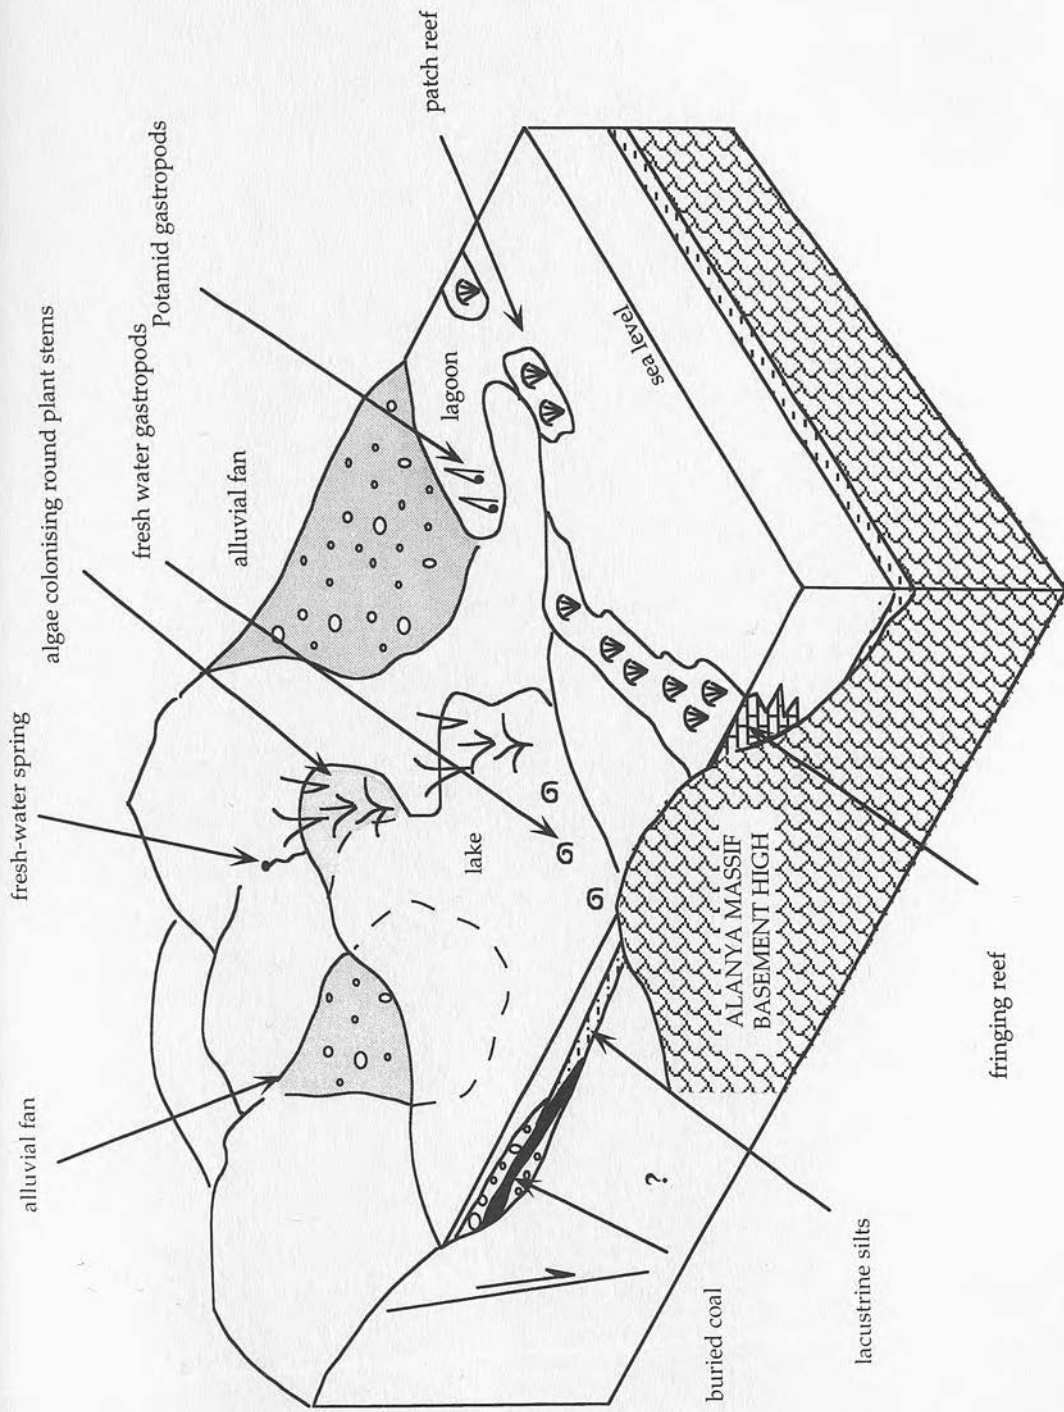 alluvial fan
fresh-water spring
algae colonising round plant stems
fresh water gastropods
Potamid gastropods
patch reef
alluvial fan
lagoon
lake
sea level
ALANYA MASSIF
BASEMENT HIGH
?
buried coal
lacustrine silts
fringing reef